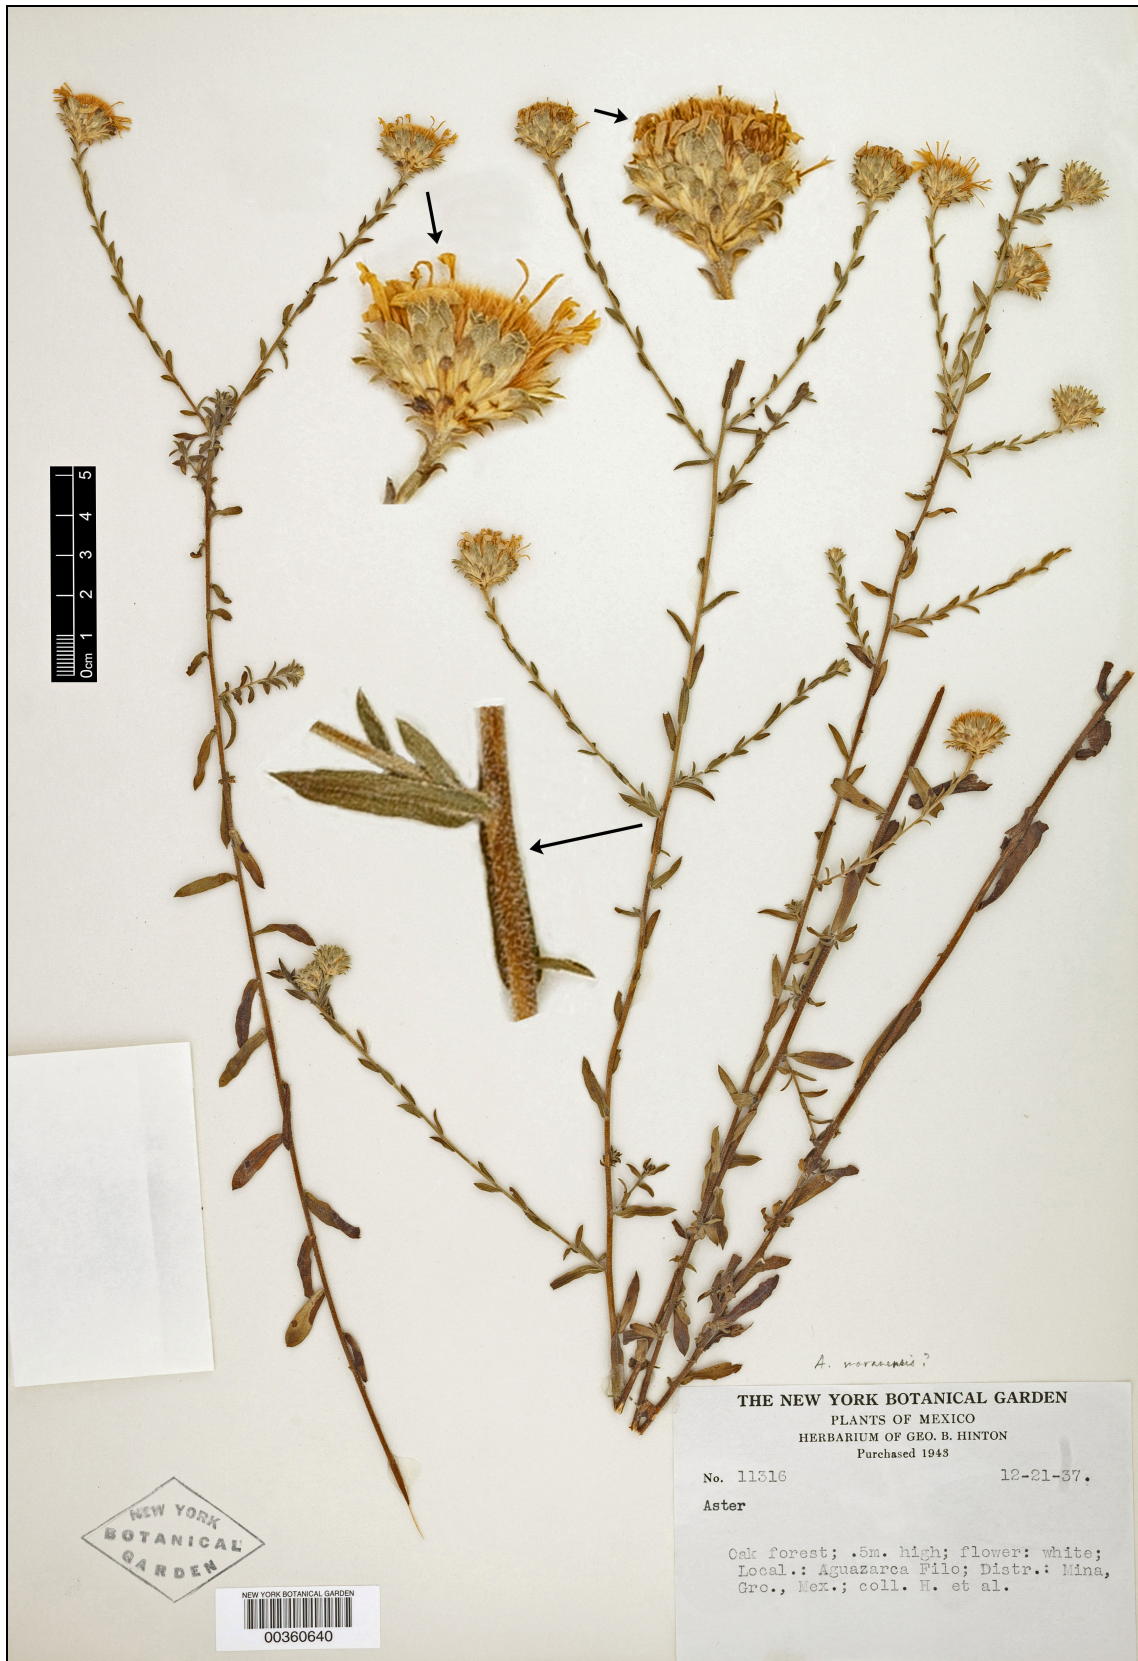 5
4
3
2
1
0cm
A. moranensis?
THE NEW YORK BOTANICAL GARDEN
PLANTS OF MEXICO
HERBARIUM OF GEO. B. HINTON
Purchased 1943
No. 11316 12-21-37.
Aster
Oak forest; .5m. high; flower: white;
Local.: Aguazarca Filo; Distr.: Mina,
Gro., Mex.; coll. H. et al.
NEW YORK
BOTANICAL
GARDEN
NEW YORK BOTANICAL GARDEN
00360640